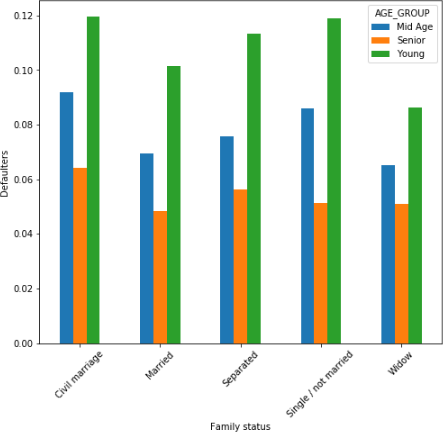 AGE_GROUP
Mid Age
Senior
Young
0.12
0.10
0.08
0.06
0.04
0.02
0.00
Defaulters
Civil marriage
Married
Separated
Single / not married
Widow
Family status